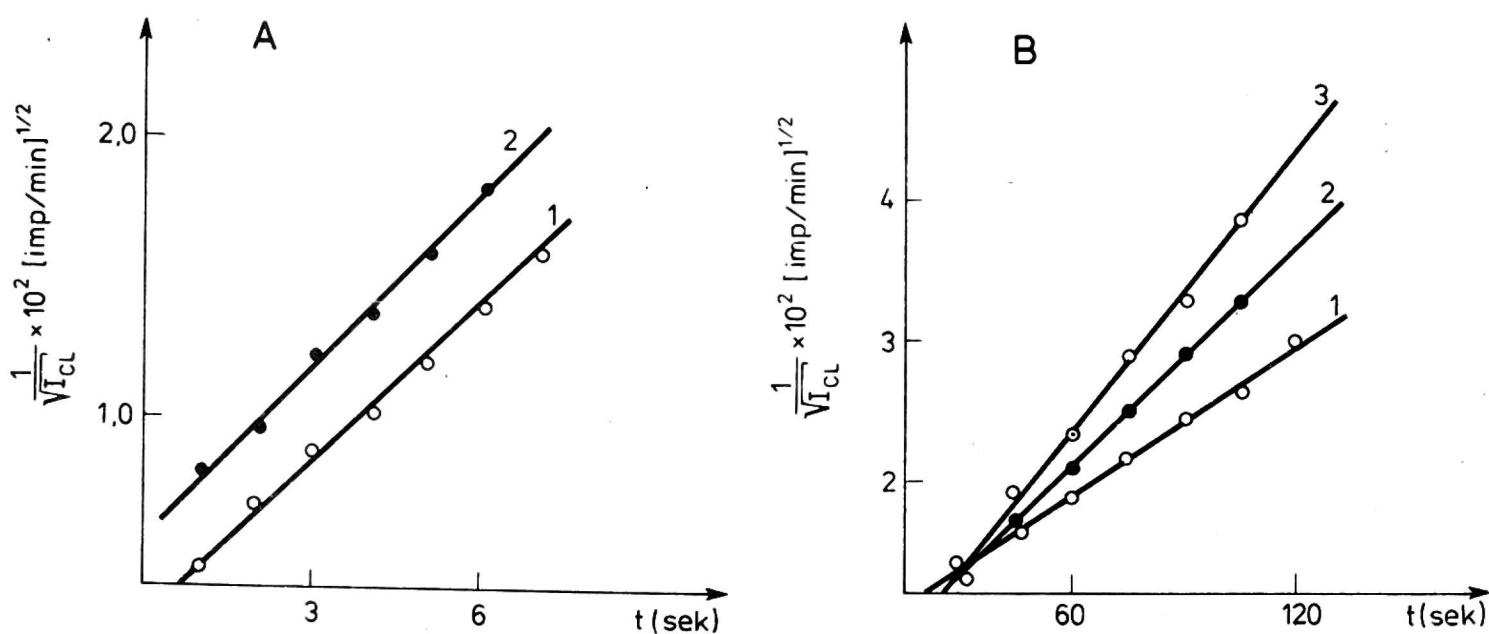 A
1/√I_CL × 10² [imp/min]^1/2
2,0
1,0
2
1
3
6
t(sek)
B
1/√I_CL × 10² [imp/min]^1/2
4
3
2
3
2
1
60
120
t(sek)